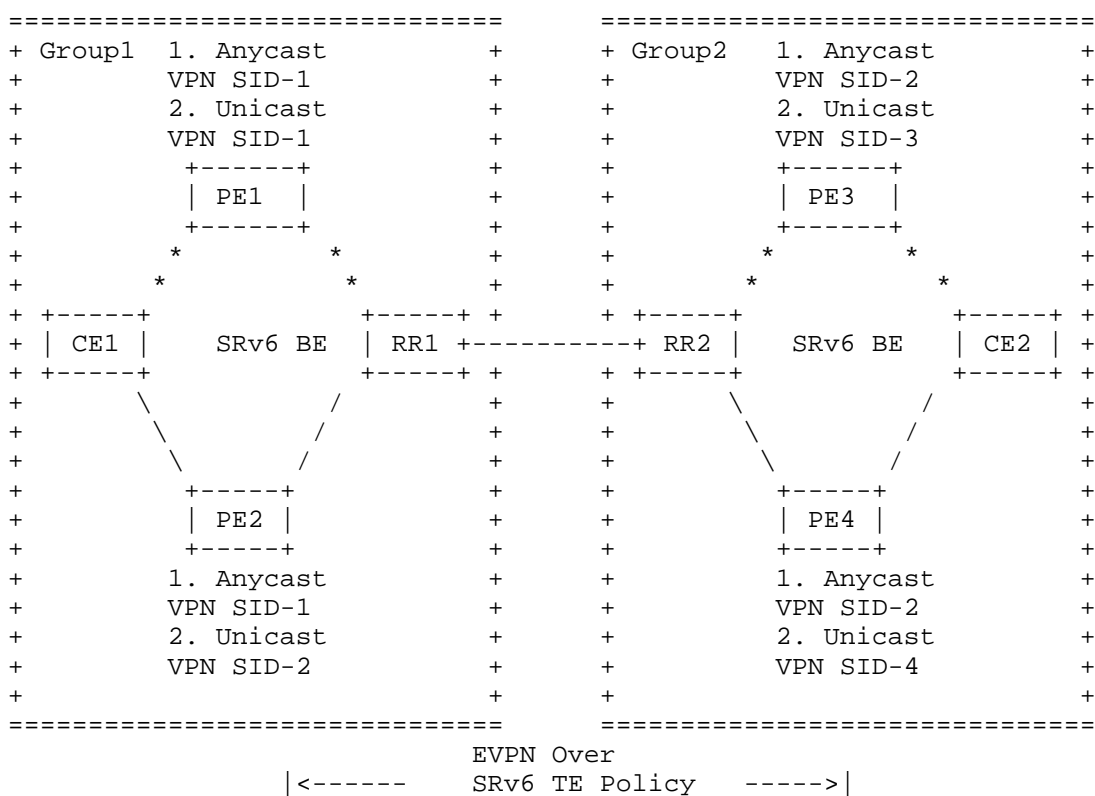 ===============================      ===============================
+ Group1  1. Anycast          +      + Group2   1. Anycast         +
+         VPN SID-1           +      +          VPN SID-2          +
+         2. Unicast          +      +          2. Unicast         +
+         VPN SID-1           +      +          VPN SID-3          +
+          +------+           +      +          +------+           +
+          | PE1  |           +      +          | PE3  |           +
+          +------+           +      +          +------+           +
+         *         *         +      +         *        *          +
+        *           *        +      +        *           *        +
+ +-----+             +-----+ +      + +-----+             +-----+ +
+ | CE1 |    SRv6 BE  | RR1 +----------+ RR2 |   SRv6 BE   | CE2 | +
+ +-----+             +-----+ +      + +-----+             +-----+ +
+       \           /         +      +       \           /         +
+        \         /          +      +        \         /          +
+         \       /           +      +         \       /           +
+          +-----+            +      +          +-----+            +
+          | PE2 |            +      +          | PE4 |            +
+          +-----+            +      +          +-----+            +
+         1. Anycast          +      +          1. Anycast         +
+         VPN SID-1           +      +          VPN SID-2          +
+         2. Unicast          +      +          2. Unicast         +
+         VPN SID-2           +      +          VPN SID-4          +
+                             +      +                             +
===============================      ===============================
                             EVPN Over
                 |<------    SRv6 TE Policy    ----->|